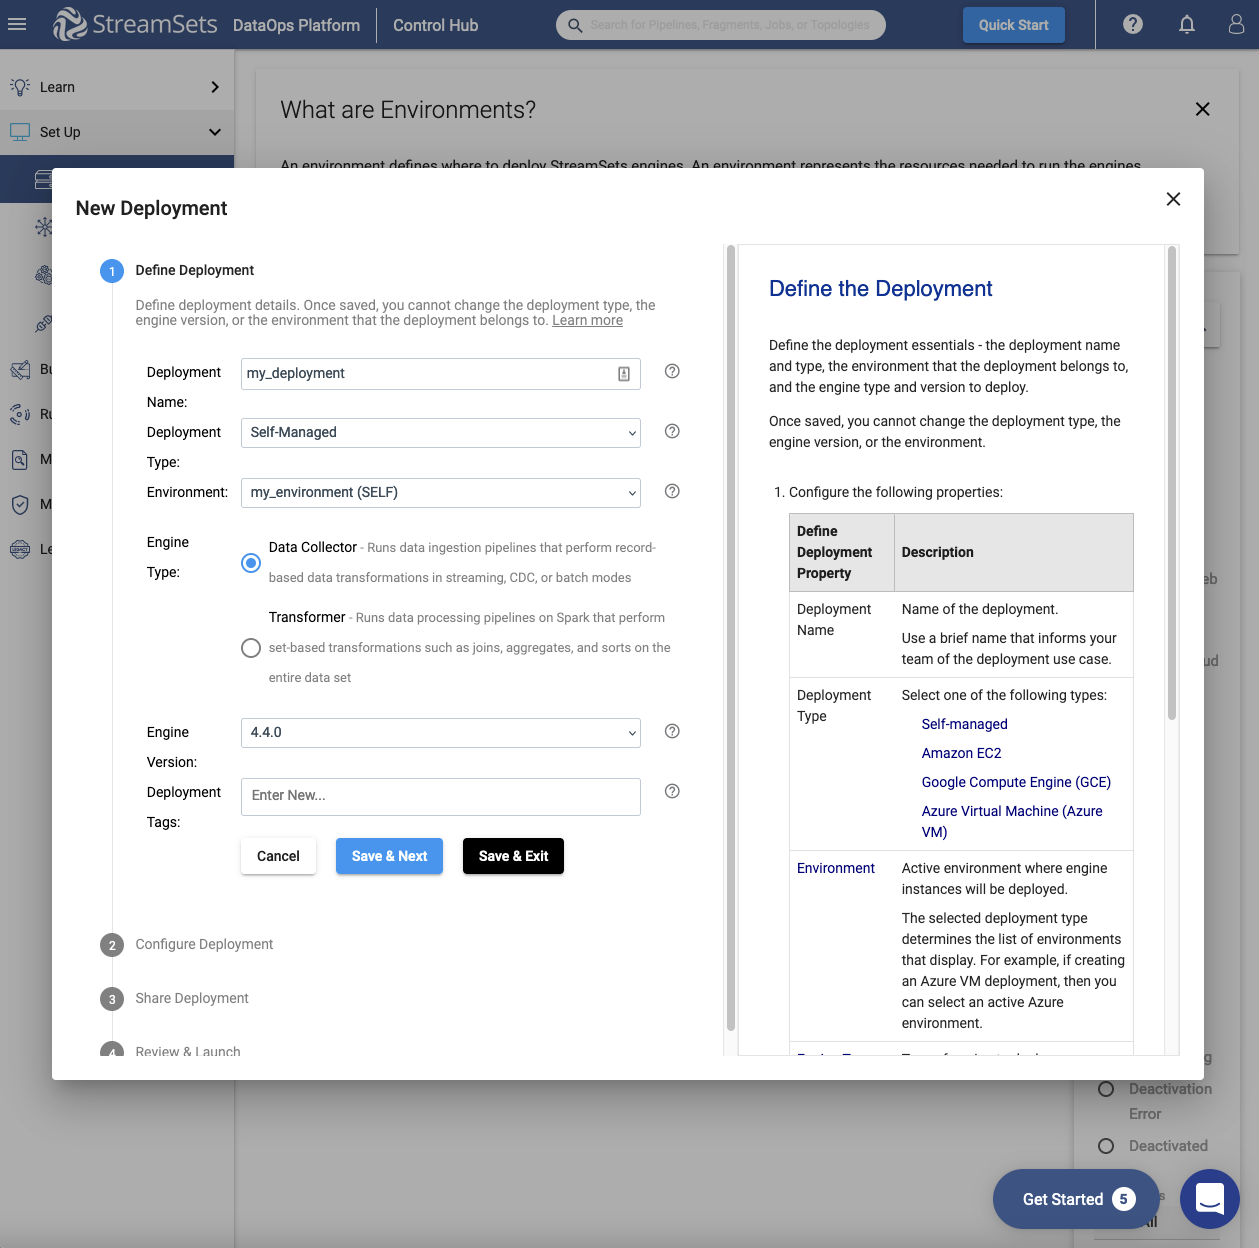 StreamSets DataOps Platform Control Hub
Search for Pipelines, Fragments, Jobs, or Topologies
Quick Start
Learn
Set Up
What are Environments?
An environment defines where to deploy StreamSets engines. An environment represents the resources needed to run the engines.
New Deployment
1 Define Deployment
Define deployment details. Once saved, you cannot change the deployment type, the
engine version, or the environment that the deployment belongs to. Learn more
Deployment
Name:
my_deployment
Deployment
Type:
Self-Managed
Environment:
my_environment (SELF)
Engine
Type:
Data Collector - Runs data ingestion pipelines that perform record-
based data transformations in streaming, CDC, or batch modes
Transformer - Runs data processing pipelines on Spark that perform
set-based transformations such as joins, aggregates, and sorts on the
entire data set
Engine
Version:
4.4.0
Deployment
Tags:
Enter New...
Cancel
Save & Next
Save & Exit
2 Configure Deployment
3 Share Deployment
4 Review & Launch
Define the Deployment
Define the deployment essentials - the deployment name
and type, the environment that the deployment belongs to,
and the engine type and version to deploy.
Once saved, you cannot change the deployment type, the
engine version, or the environment.
1. Configure the following properties:
Define
Deployment
Property
Description
Deployment
Name
Name of the deployment.
Use a brief name that informs your
team of the deployment use case.
Deployment
Type
Select one of the following types:
Self-managed
Amazon EC2
Google Compute Engine (GCE)
Azure Virtual Machine (Azure
VM)
Environment
Active environment where engine
instances will be deployed.
The selected deployment type
determines the list of environments
that display. For example, if creating
an Azure VM deployment, then you
can select an active Azure
environment.
Deactivation
Error
Deactivated
Get Started 5
All